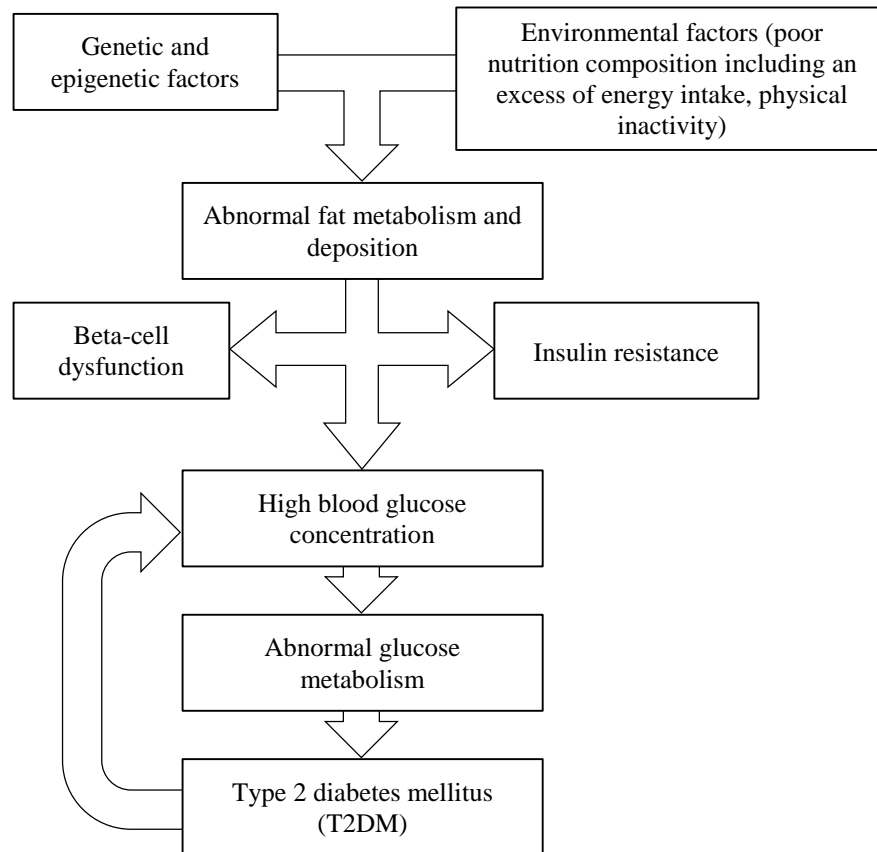 Genetic and
epigenetic factors
Environmental factors (poor
nutrition composition including an
excess of energy intake, physical
inactivity)
Abnormal fat metabolism and
deposition
Beta-cell
dysfunction
Insulin resistance
High blood glucose
concentration
Abnormal glucose
metabolism
Type 2 diabetes mellitus
(T2DM)